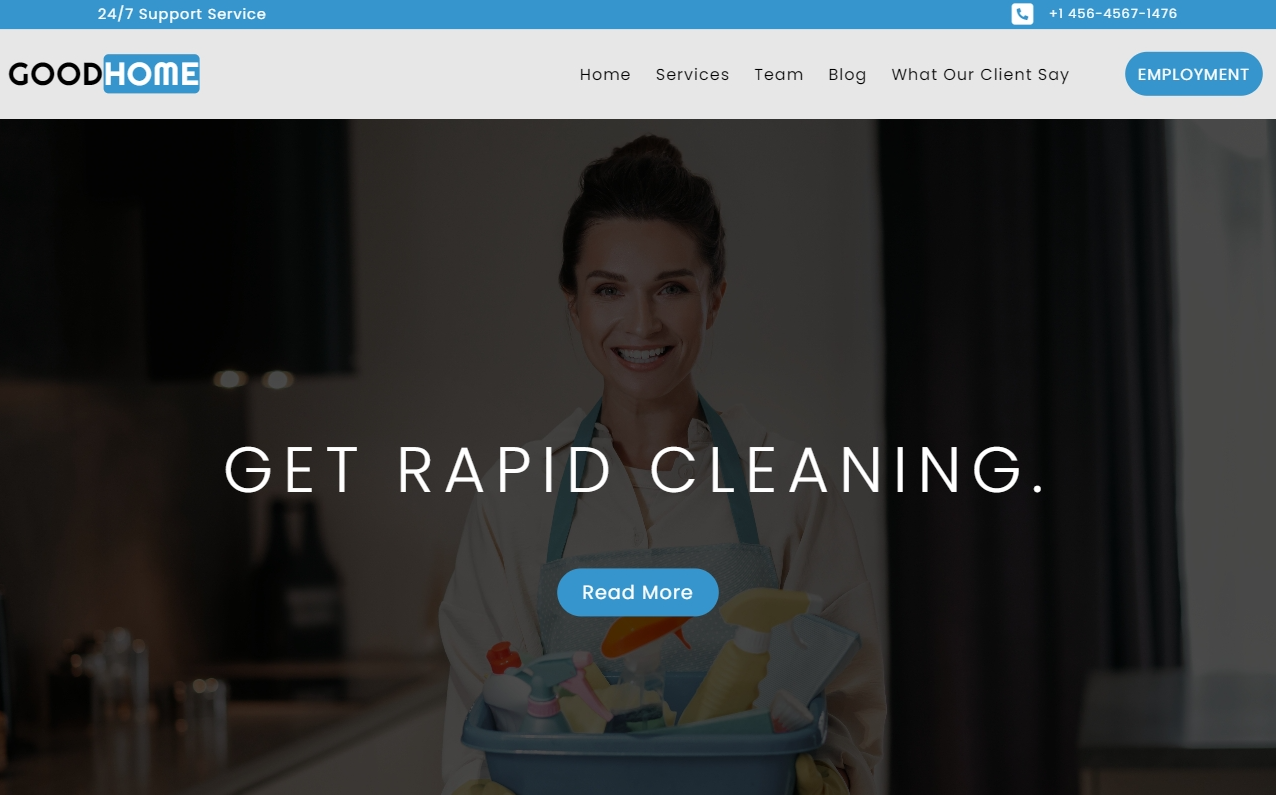 24/7 Support Service
+1 456-4567-1476
GOODHOME
Home
Services
Team
Blog
What Our Client Say
EMPLOYMENT
GET RAPID CLEANING.
Read More